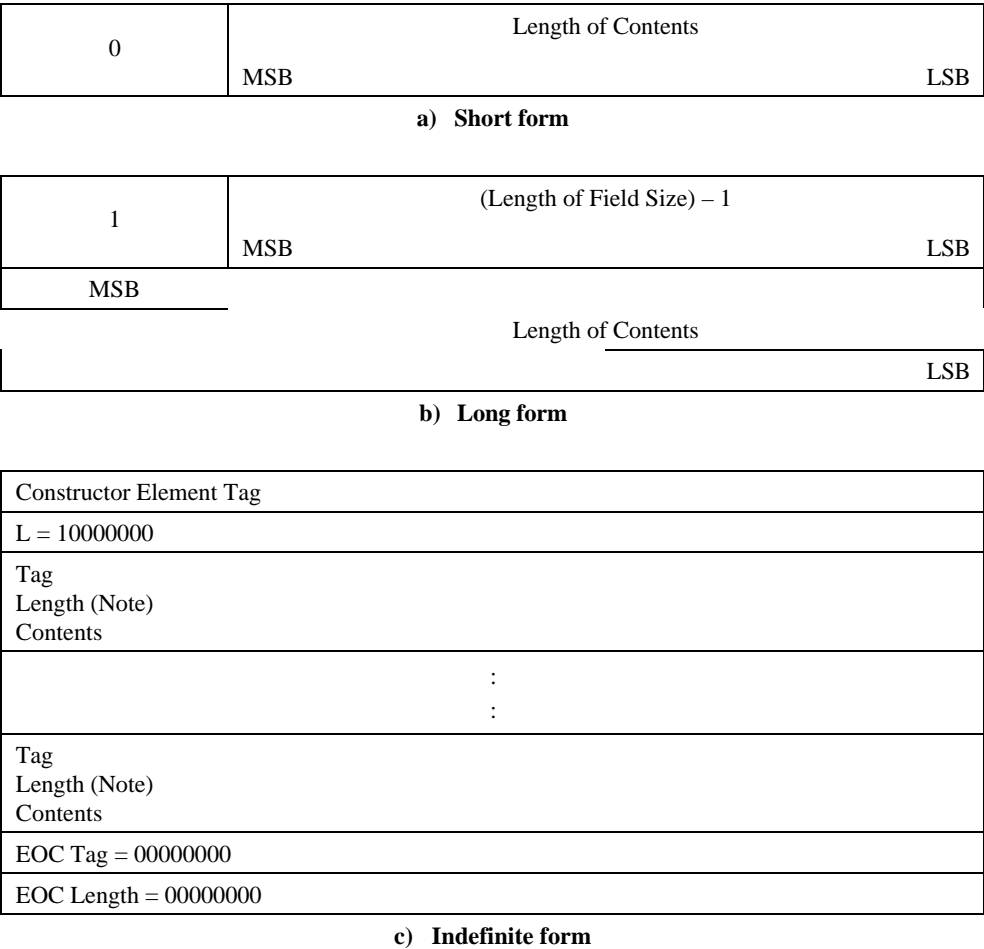 0
Length of Contents
MSB LSB
a) Short form
1
(Length of Field Size) – 1
MSB LSB
MSB
Length of Contents
LSB
b) Long form
Constructor Element Tag
L = 10000000
Tag
Length (Note)
Contents
:
:
Tag
Length (Note)
Contents
EOC Tag = 00000000
EOC Length = 00000000
c) Indefinite form